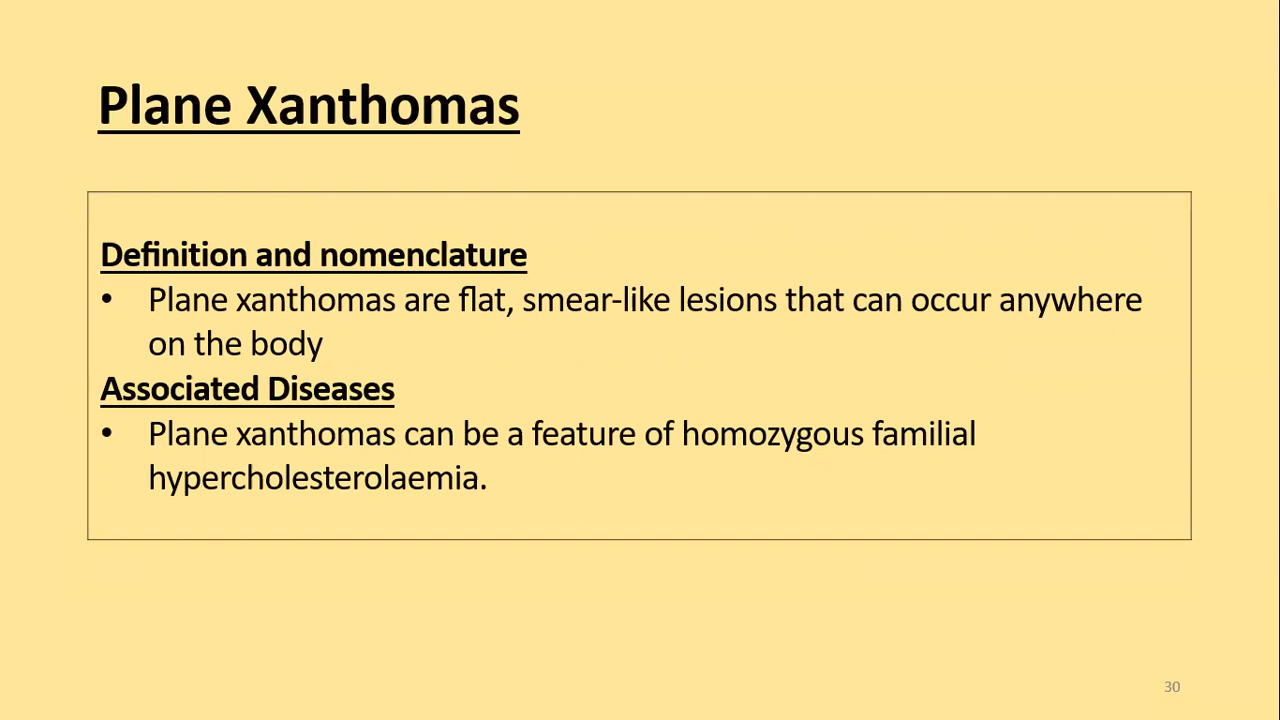 Plane Xanthomas
Definition and nomenclature
• Plane xanthomas are flat, smear-like lesions that can occur anywhere
on the body
Associated Diseases
• Plane xanthomas can be a feature of homozygous familial
hypercholesterolaemia.
30